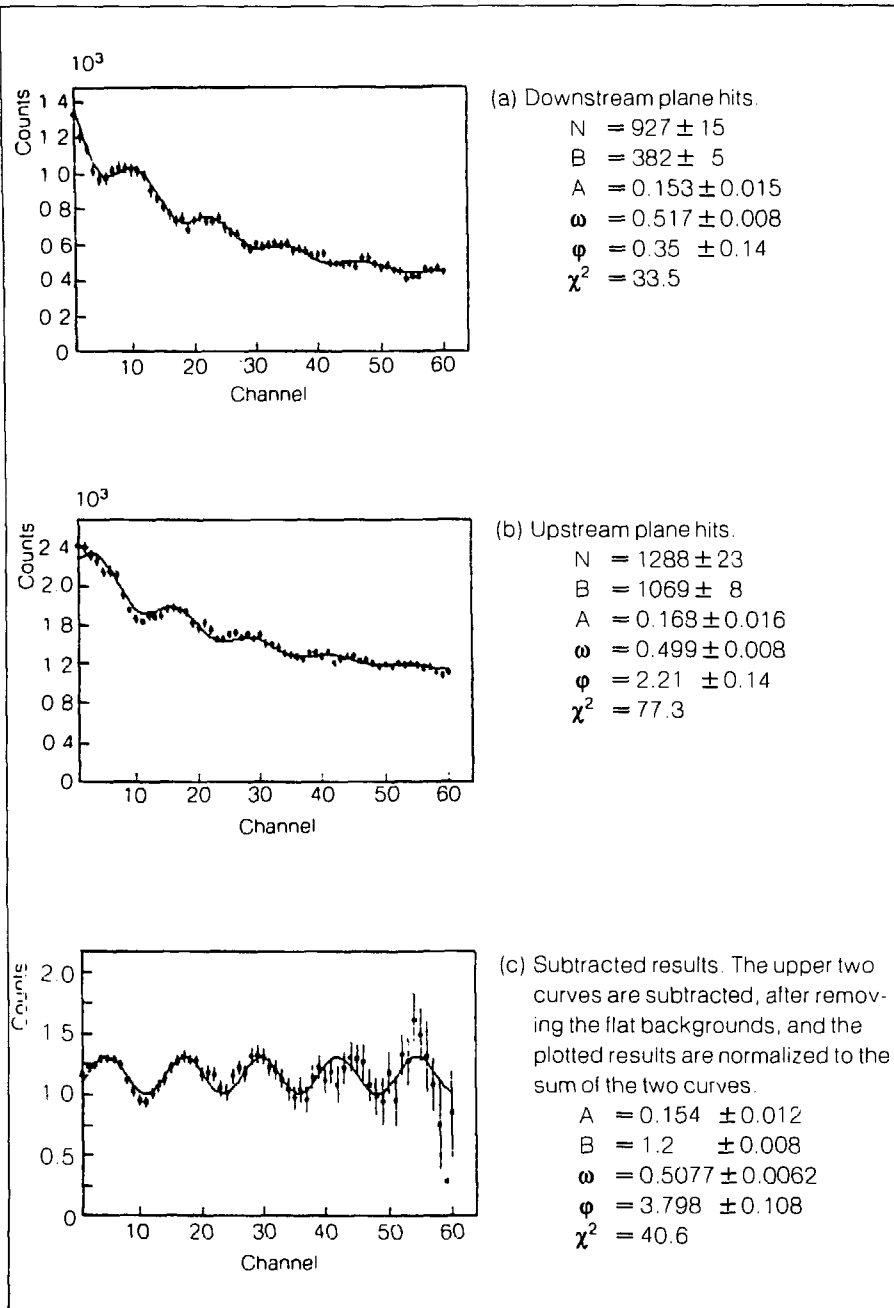 10³
Counts
1 4
1 2
1 0
0 8
0 6
0 4
0 2
0
10 20 30 40 50 60
Channel
(a) Downstream plane hits.
N = 927 ± 15
B = 382 ± 5
A = 0.153 ± 0.015
ω = 0.517 ± 0.008
φ = 0.35 ± 0.14
χ² = 33.5
10³
Counts
2 4
2 0
1 8
1 2
0 8
0 4
0
10 20 30 40 50 60
Channel
(b) Upstream plane hits.
N = 1288 ± 23
B = 1069 ± 8
A = 0.168 ± 0.016
ω = 0.499 ± 0.008
φ = 2.21 ± 0.14
χ² = 77.3
Counts
2.0
1 5
1 0
0.5
0
10 20 30 40 50 60
Channel
(c) Subtracted results. The upper two
curves are subtracted, after remov-
ing the flat backgrounds, and the
plotted results are normalized to the
sum of the two curves.
A = 0.154 ± 0.012
B = 1.2 ± 0.008
ω = 0.5077 ± 0.0062
φ = 3.798 ± 0.108
χ² = 40.6